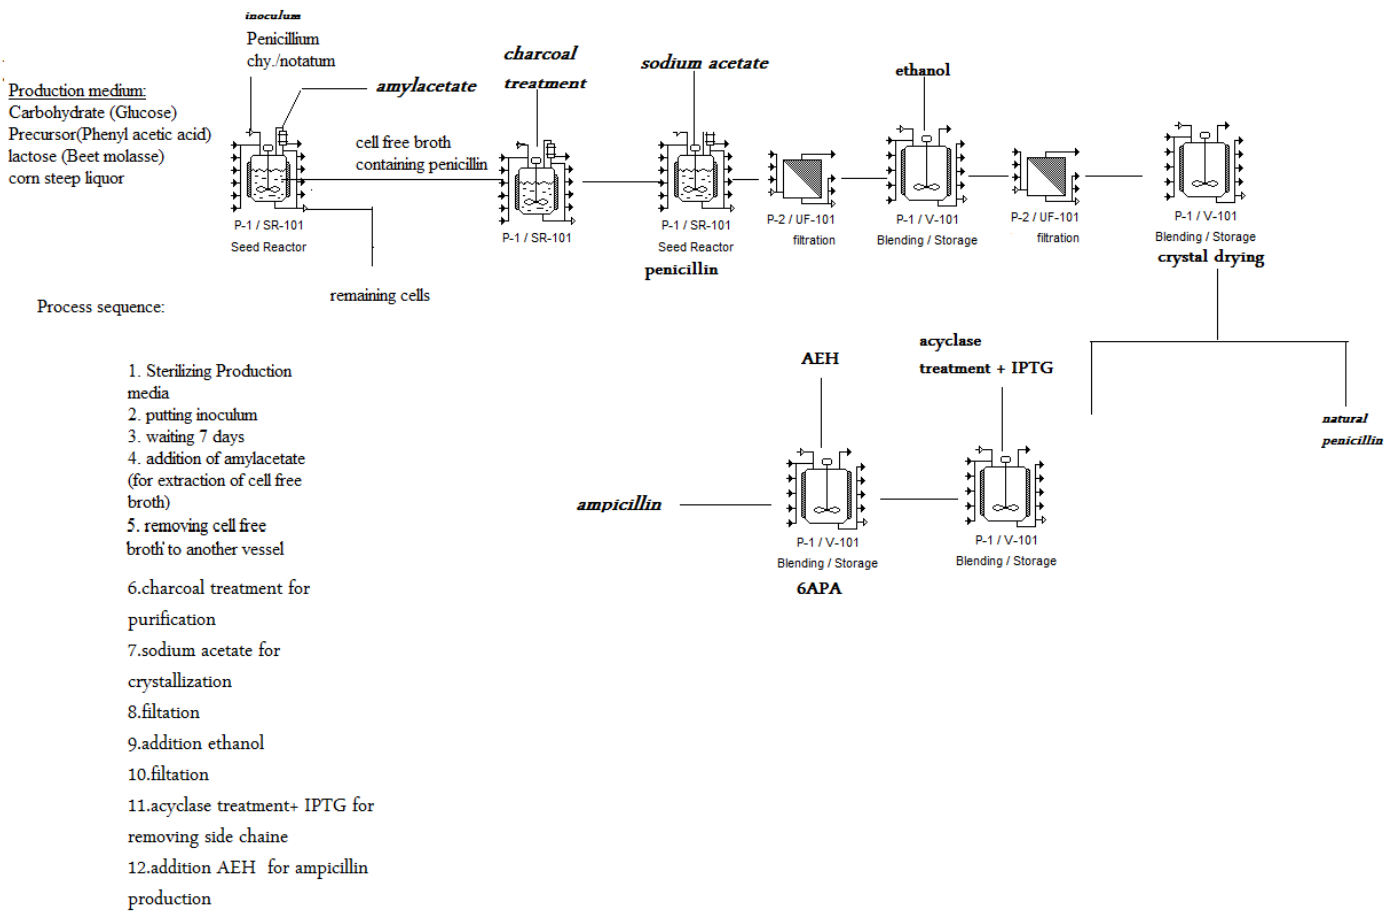 inoculum
Penicillium
chy./notatum
Production medium:
Carbohydrate (Glucose)
Precursor(Phenyl acetic acid)
lactose (Beet molasse)
corn steep liquor
amylacetate
cell free broth
containing penicillin
charcoal
treatment
sodium acetate
ethanol
P-1 / SR-101
Seed Reactor
remaining cells
P-1 / SR-101
P-1 / SR-101
Seed Reactor
penicillin
P-2 / UF-101
filtration
P-1 / V-101
Blending / Storage
P-2 / UF-101
filtration
P-1 / V-101
Blending / Storage
crystal drying
natural
penicillin
acyclase
treatment + IPTG
AEH
P-1 / V-101
Blending / Storage
P-1 / V-101
Blending / Storage
6APA
ampicillin
Process sequence:
1. Sterilizing Production
media
2. putting inoculum
3. waiting 7 days
4. addition of amylacetate
(for extraction of cell free
broth)
5. removing cell free
broth to another vessel
6.charcoal treatment for
purification
7.sodium acetate for
crystallization
8.filtation
9.addition ethanol
10.filtation
11.acyclase treatment+ IPTG for
removing side chaine
12.addition AEH for ampicillin
production